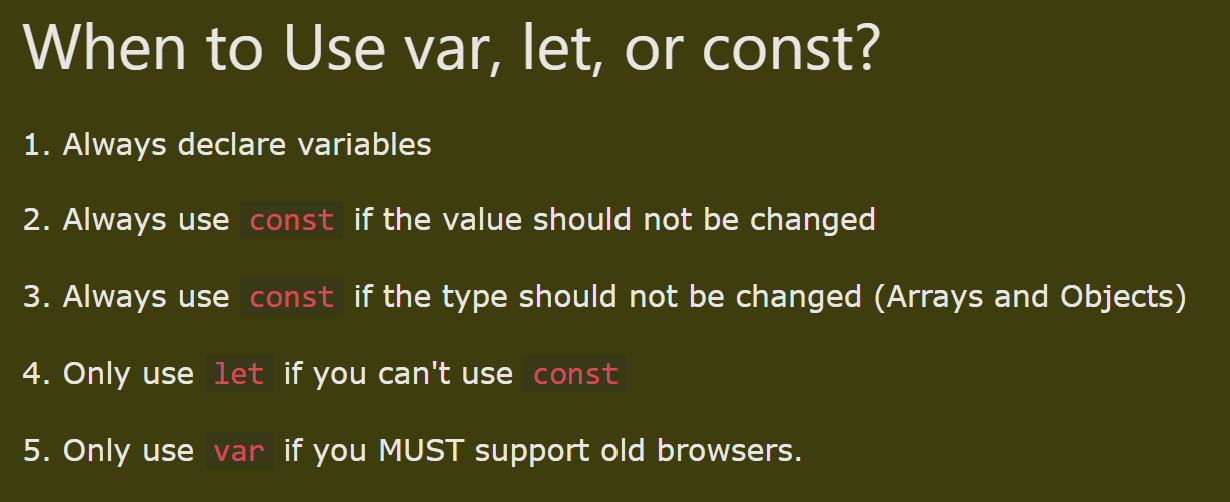 When to Use var, let, or const?
1. Always declare variables
2. Always use const if the value should not be changed
3. Always use const if the type should not be changed (Arrays and Objects)
4. Only use let if you can't use const
5. Only use var if you MUST support old browsers.